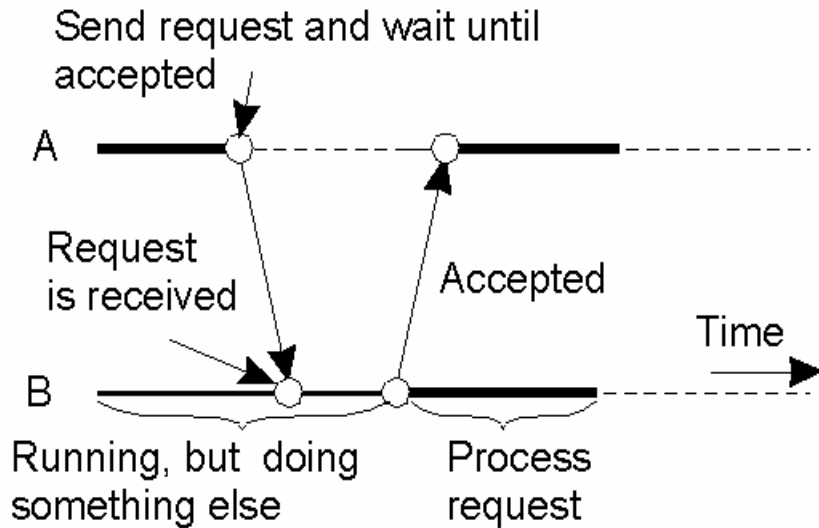 Send request and wait until
accepted
A
Request
is received
Accepted
Time
B
Running, but doing
something else
Process
request